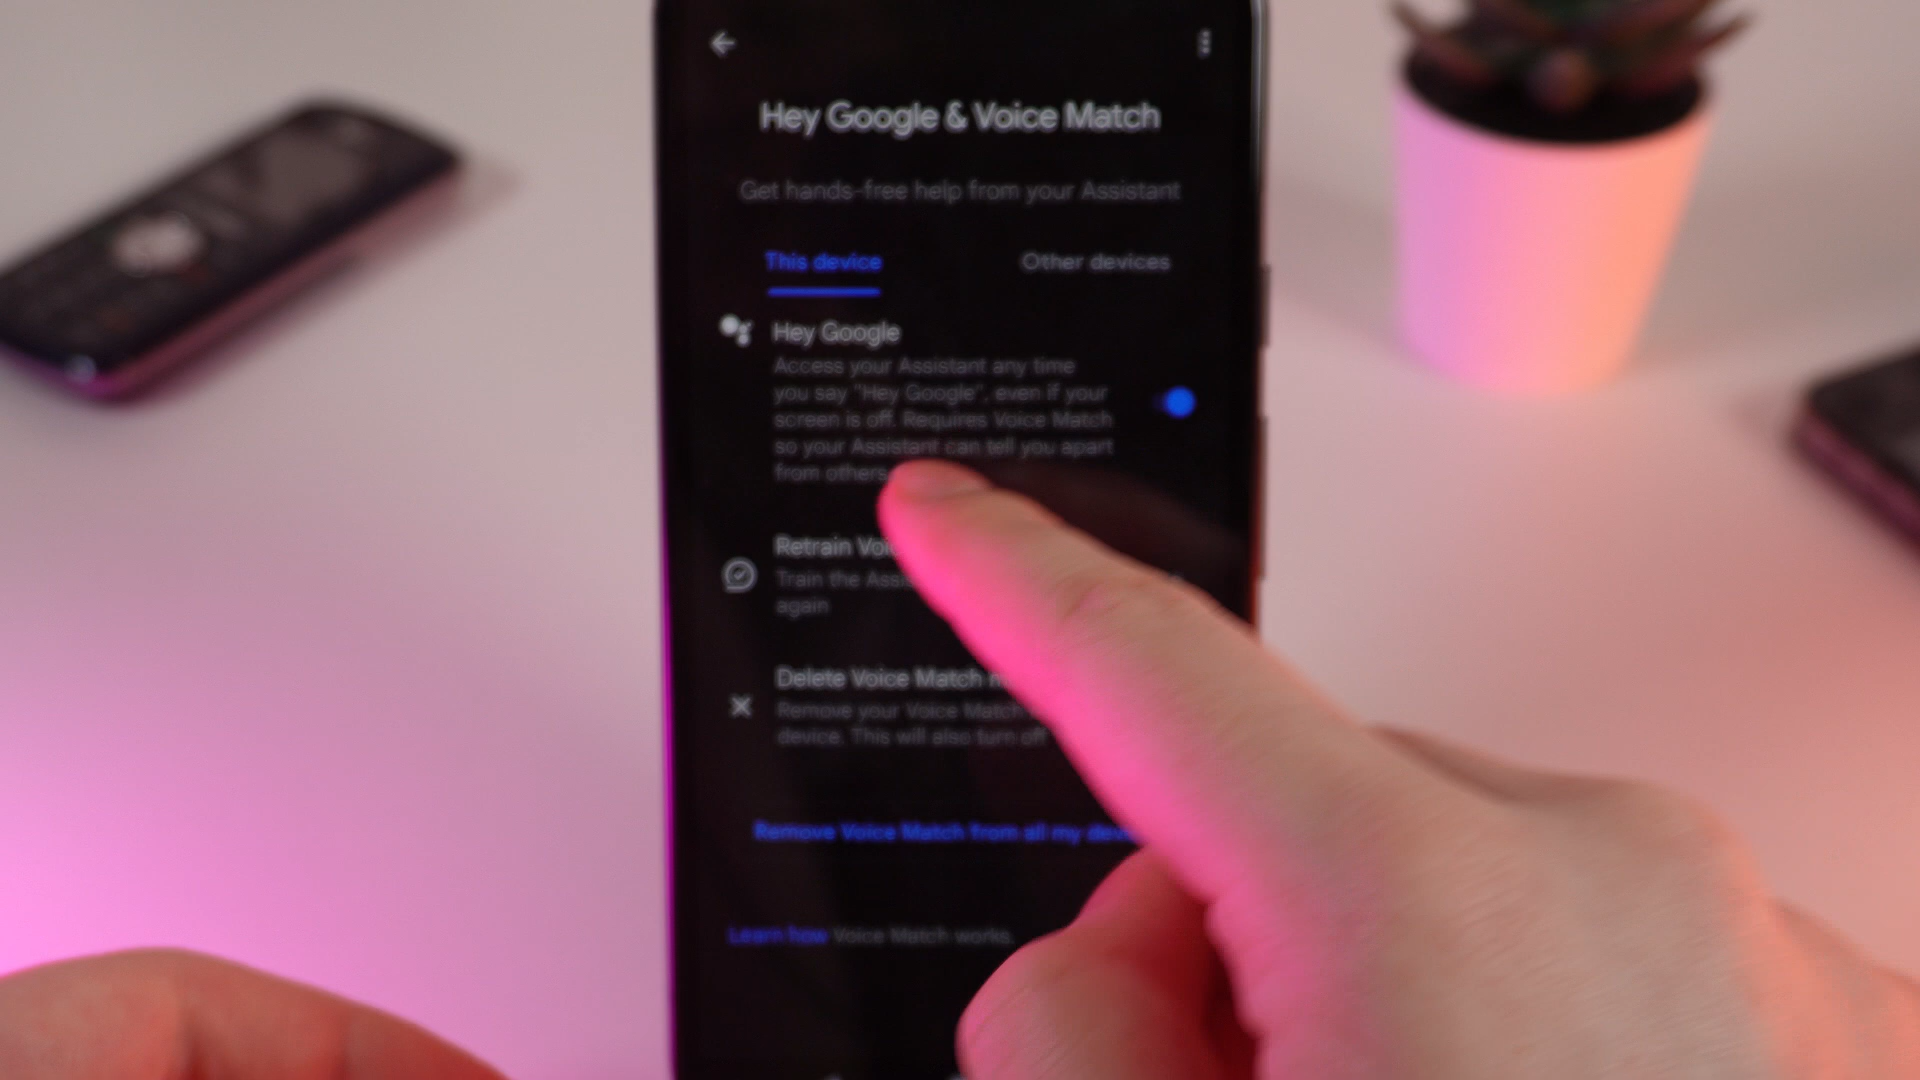 Hey Google & Voice Match
Get hands-free help from your Assistant
This device
Other devices
Hey Google
Access your Assistant any time
you say "Hey Google", even if your
screen is off. Requires Voice Match
so your Assistant can tell you apart
from others
Retrain
Train the
again
Delete Voice Match
Remove your Voice Match
device. This will also turn off
Remove Voice Match from all my
Learn how Voice Match works.